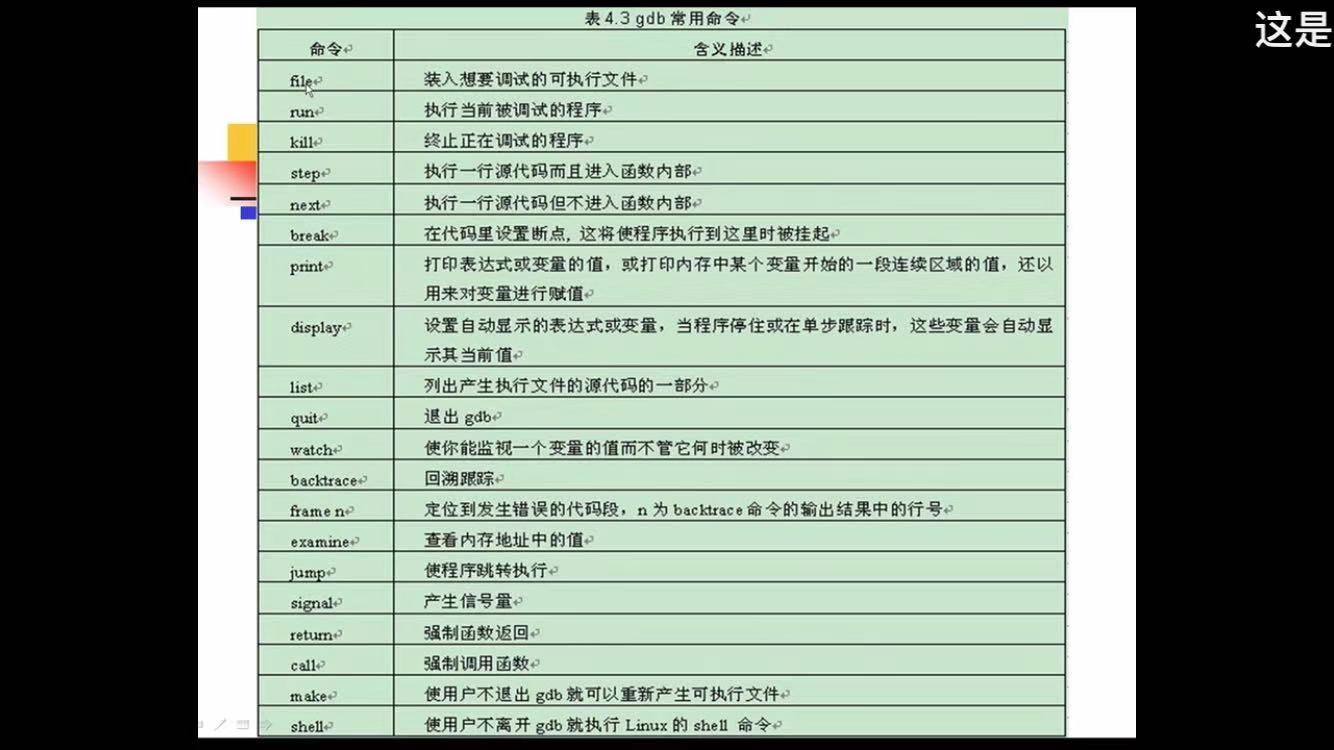 这是
表 4.3 gdb 常用命令
命令 含义描述
file 装入想要调试的可执行文件
run 执行当前被调试的程序
kill 终止正在调试的程序
step 执行一行源代码而且进入函数内部
next 执行一行源代码但不进入函数内部
break 在代码里设置断点, 这将使程序执行到这里时被挂起
print 打印表达式或变量的值，或打印内存中某个变量开始的一段连续区域的值，还以
用来对变量进行赋值
display 设置自动显示的表达式或变量，当程序停住或在单步跟踪时，这些变量会自动显
示其当前值
list 列出产生执行文件的源代码的一部分
quit 退出 gdb
watch 使你能监视一个变量的值而不管它何时被改变
backtrace 回溯跟踪
frame n 定位到发生错误的代码段，n 为 backtrace 命令的输出结果中的行号
examine 查看内存地址中的值
jump 使程序跳转执行
signal 产生信号量
return 强制函数返回
call 强制调用函数
make 使用户不退出 gdb 就可以重新产生可执行文件
shell 使用户不离开 gdb 就执行 Linux 的 shell 命令